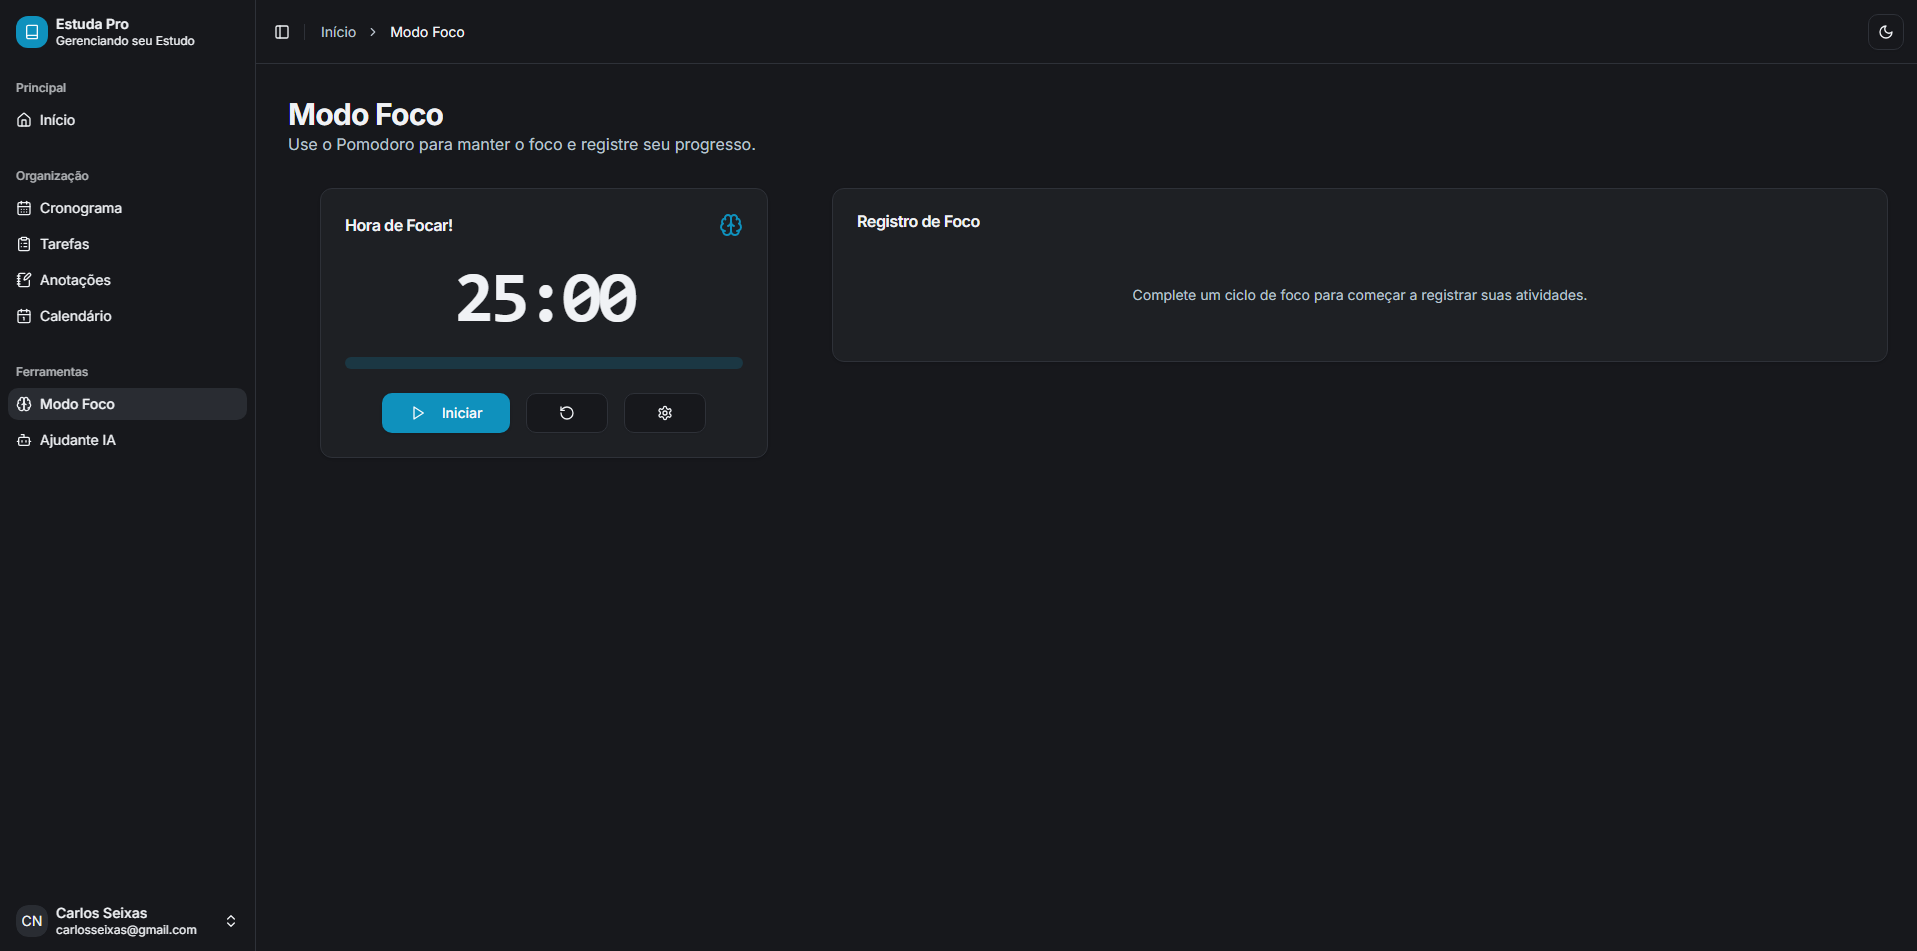 Estuda Pro
Gerenciando seu Estudo
Principal
Início
Organização
Cronograma
Tarefas
Anotações
Calendário
Ferramentas
Modo Foco
Ajudante IA
CN
Carlos Seixas
carlosseixas@gmail.com
Início > Modo Foco
Modo Foco
Use o Pomodoro para manter o foco e registre seu progresso.
Hora de Focar!
25:00
Iniciar
Registro de Foco
Complete um ciclo de foco para começar a registrar suas atividades.